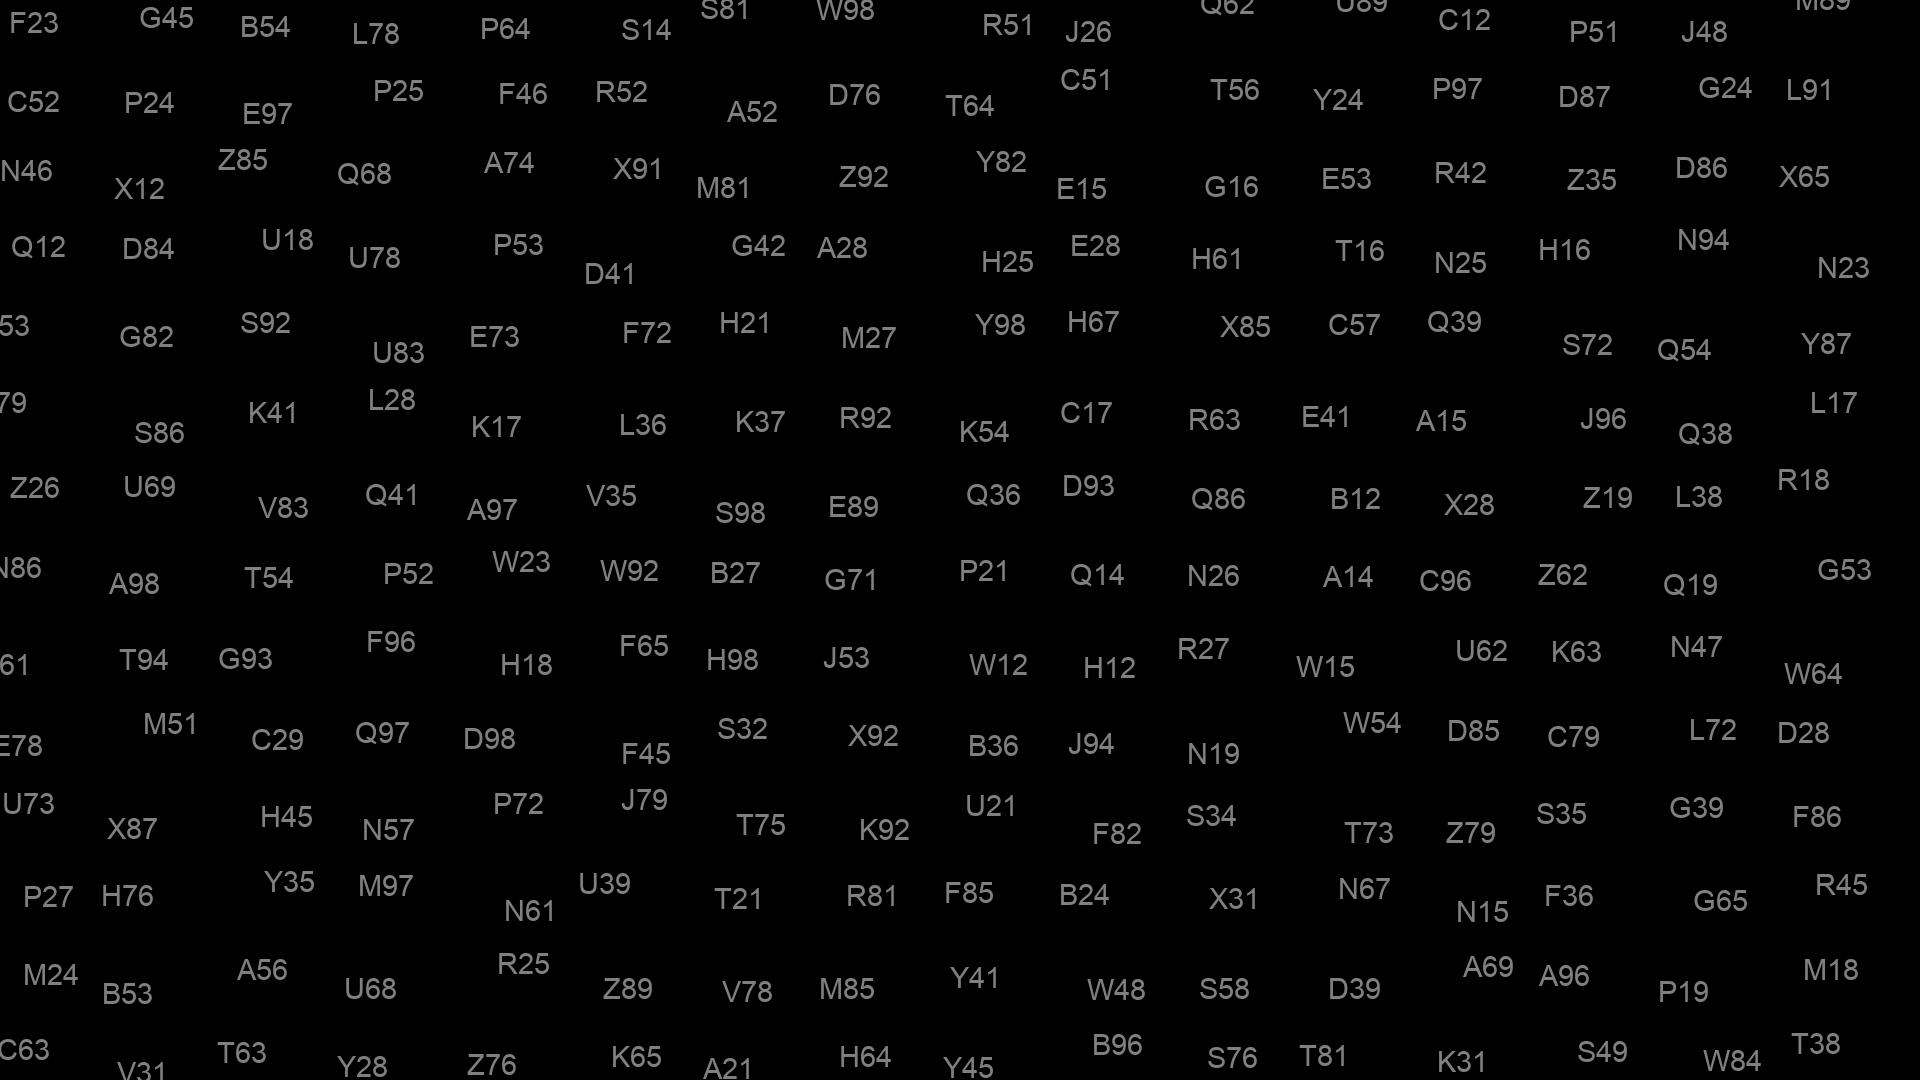 F23 G45 B54 L78 P64 S14 S81 W98 R51 J26 Q62 U89 C12 P51 J48 M89
C52 P24 E97 P25 F46 R52 A52 D76 T64 C51 T56 Y24 P97 D87 G24 L91
N46 X12 Z85 Q68 A74 X91 M81 Z92 Y82 E15 G16 E53 R42 Z35 D86 X65
Q12 D84 U18 U78 P53 D41 G42 A28 H25 E28 H61 T16 N25 H16 N94 N23
53 G82 S92 U83 E73 F72 H21 M27 Y98 H67 X85 C57 Q39 S72 Q54 Y87
79 S86 K41 L28 K17 L36 K37 R92 K54 C17 R63 E41 A15 J96 Q38 L17
Z26 U69 V83 Q41 A97 V35 S98 E89 Q36 D93 Q86 B12 X28 Z19 L38 R18
N86 A98 T54 P52 W23 W92 B27 G71 P21 Q14 N26 A14 C96 Z62 Q19 G53
61 T94 G93 F96 H18 F65 H98 J53 W12 H12 R27 W15 U62 K63 N47 W64
E78 M51 C29 Q97 D98 F45 S32 X92 B36 J94 N19 W54 D85 C79 L72 D28
U73 X87 H45 N57 P72 J79 T75 K92 U21 F82 S34 T73 Z79 S35 G39 F86
P27 H76 Y35 M97 N61 U39 T21 R81 F85 B24 X31 N67 N15 F36 G65 R45
M24 B53 A56 U68 R25 Z89 V78 M85 Y41 W48 S58 D39 A69 A96 P19 M18
C63 V31 T63 Y28 Z76 K65 A21 H64 Y45 B96 S76 T81 K31 S49 W84 T38